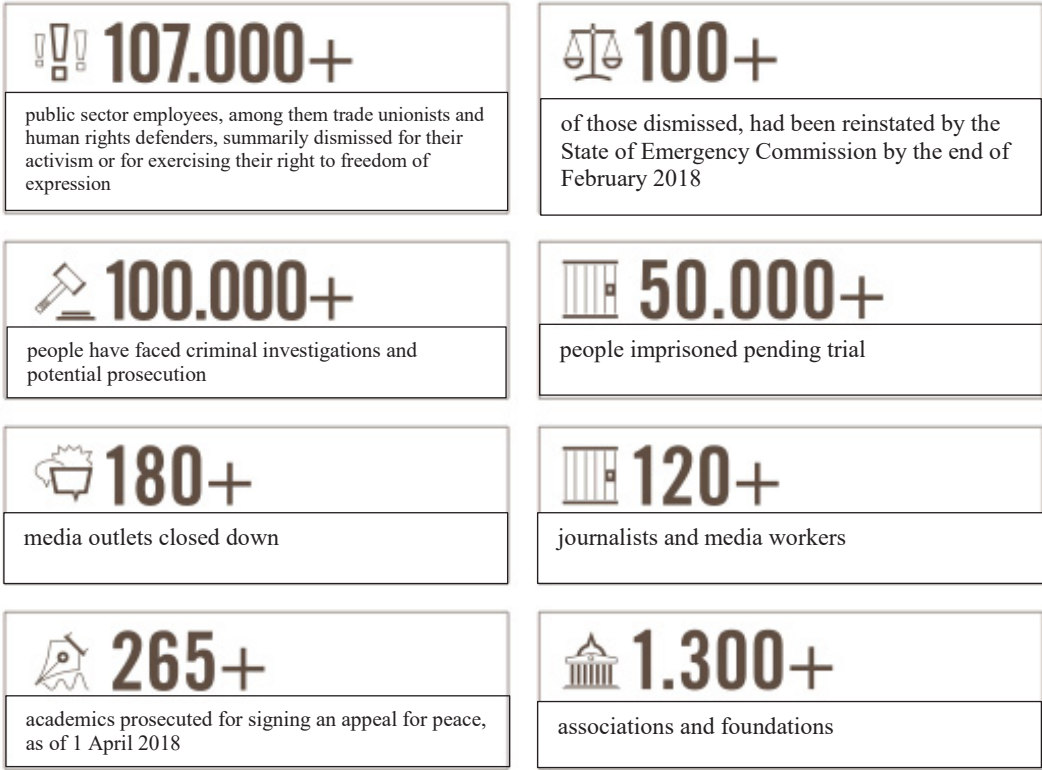 107.000+
public sector employees, among them trade unionists and
human rights defenders, summarily dismissed for their
activism or for exercising their right to freedom of
expression
100+
of those dismissed, had been reinstated by the
State of Emergency Commission by the end of
February 2018
100.000+
people have faced criminal investigations and
potential prosecution
50.000+
people imprisoned pending trial
180+
media outlets closed down
120+
journalists and media workers
265+
academics prosecuted for signing an appeal for peace,
as of 1 April 2018
1.300+
associations and foundations